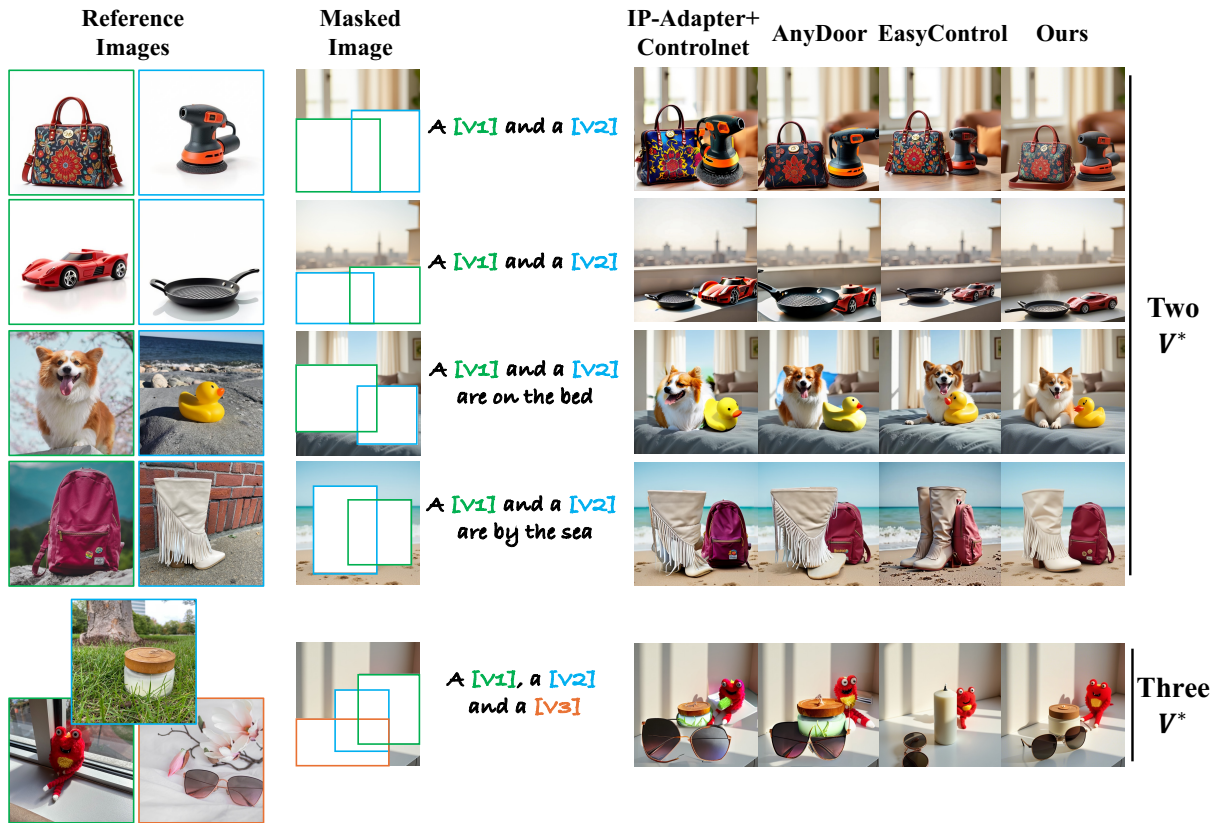 Reference
Images
Masked
Image
IP-Adapter+
Controlnet
AnyDoor
EasyControl
Ours
A [V1] and a [V2]
A [V1] and a [V2]
A [V1] and a [V2]
are on the bed
A [V1] and a [V2]
are by the sea
Two
V*
A [V1], a [V2]
and a [V3]
Three
V*